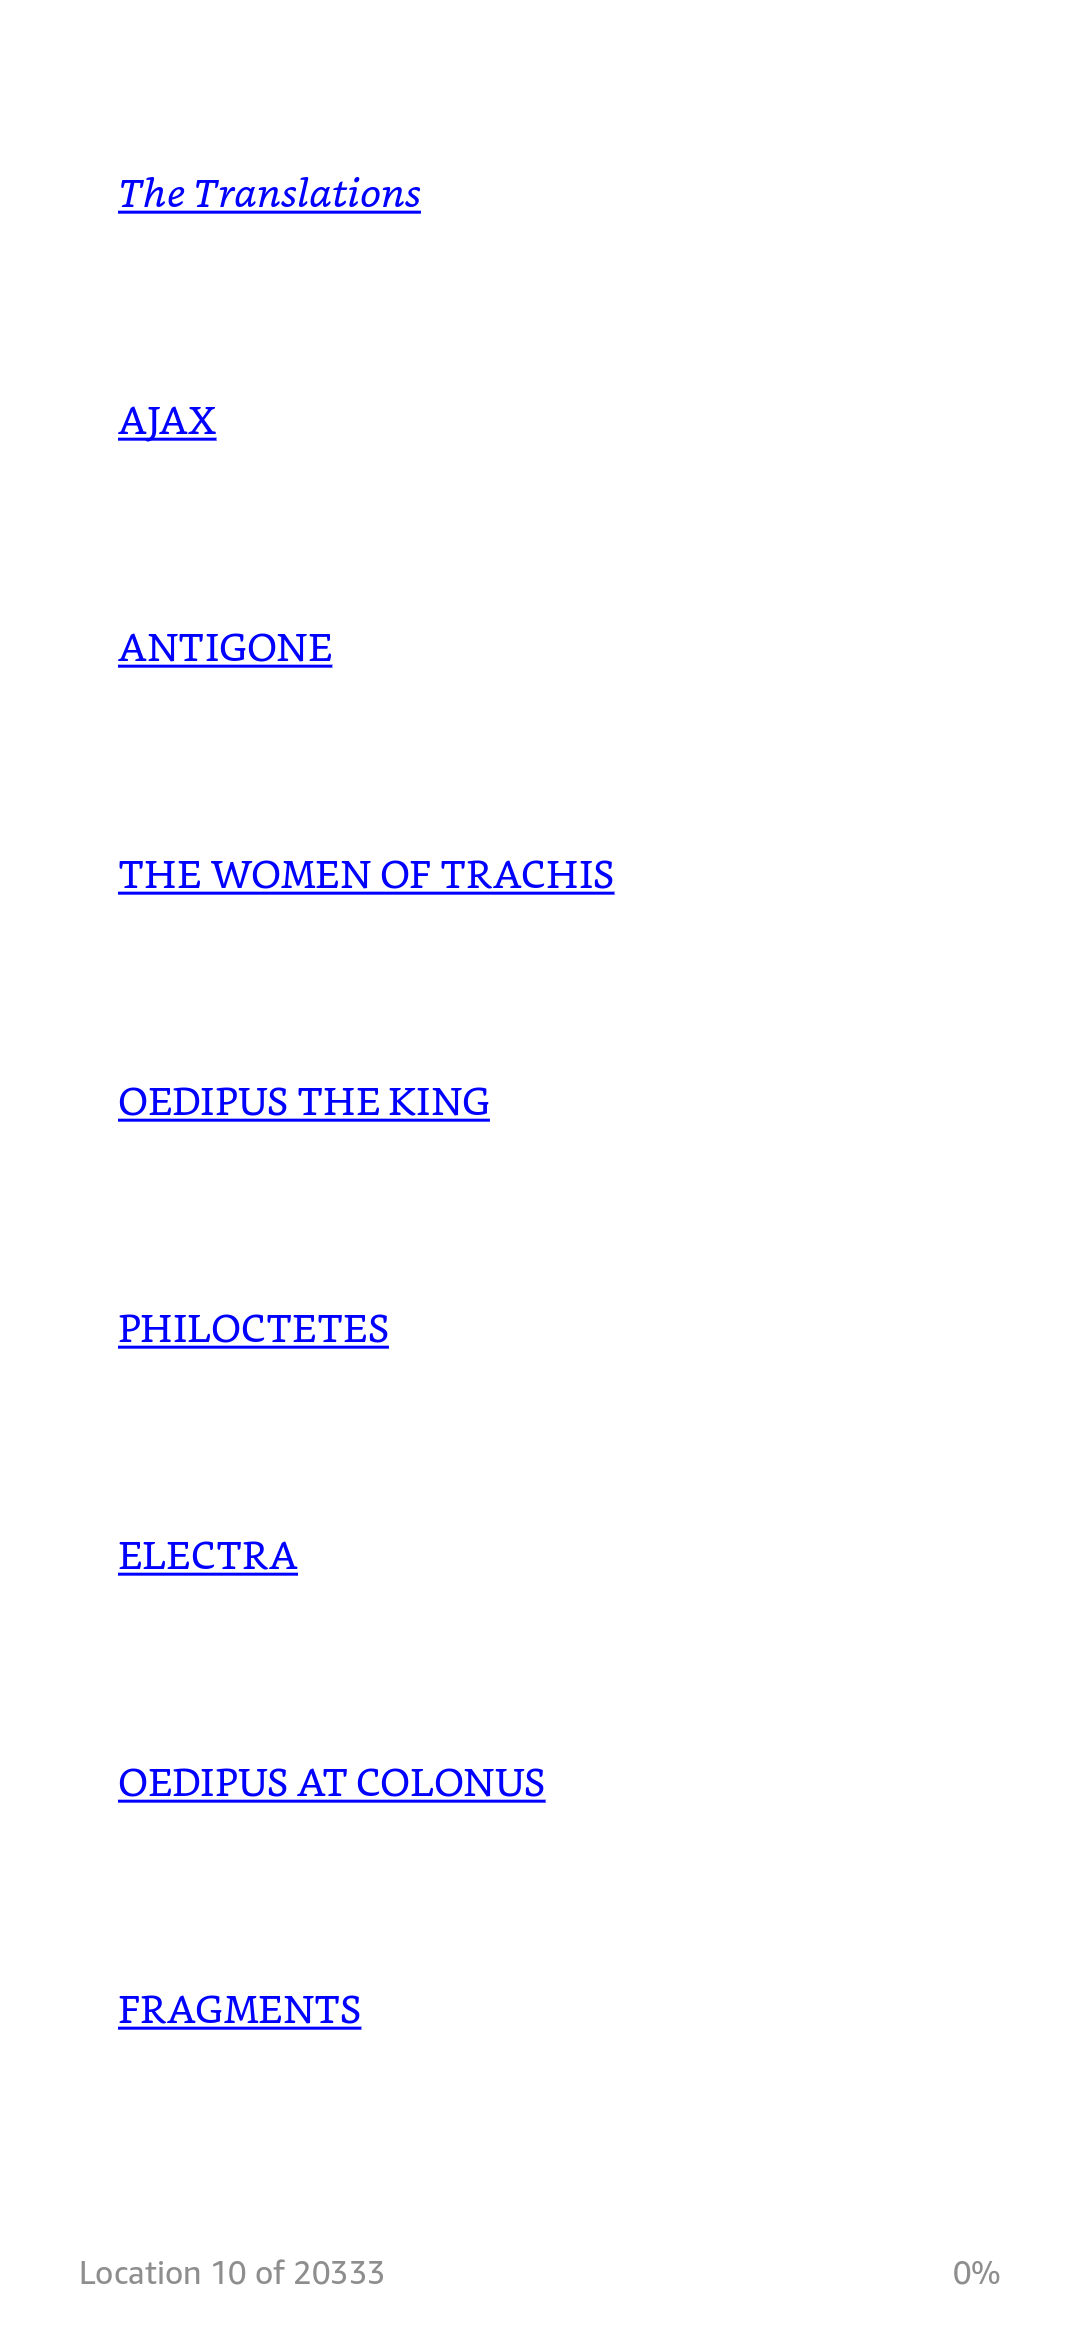 The Translations
AJAX
ANTIGONE
THE WOMEN OF TRACHIS
OEDIPUS THE KING
PHILOCTETES
ELECTRA
OEDIPUS AT COLONUS
FRAGMENTS
Location 10 of 20333 0%